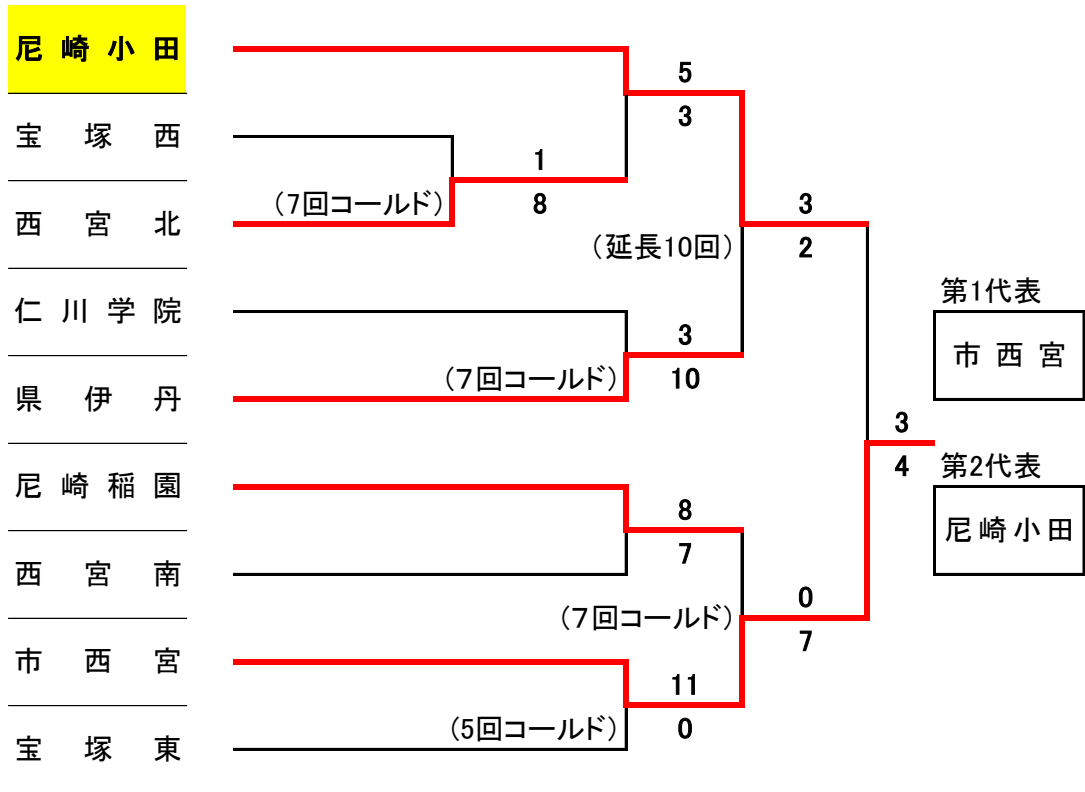 尼崎小田
5
3
宝塚西
1
(7回コールド)
8
西宮北
3
(延長10回)
2
仁川学院
第1代表
3
市西宮
(7回コールド)
10
県伊丹
3
4
第2代表
尼崎稲園
8
尼崎小田
7
西宮南
0
(7回コールド)
7
市西宮
11
(5回コールド)
0
宝塚東